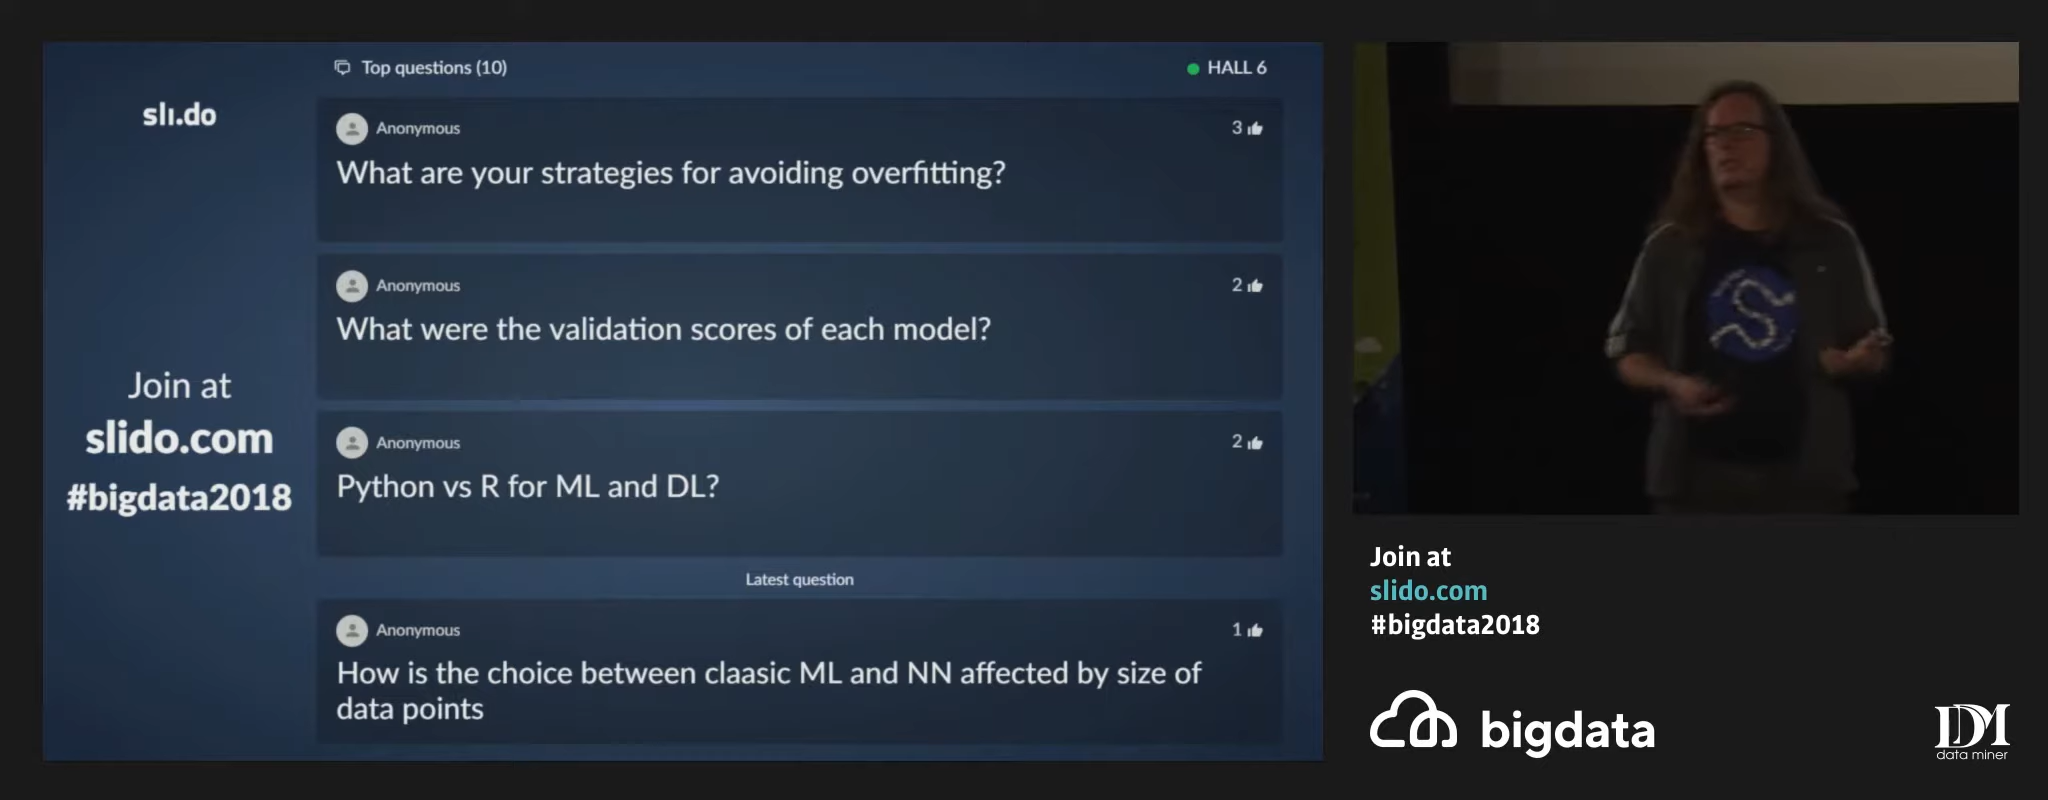 Top questions (10)
HALL 6
sli.do
Anonymous
3
What are your strategies for avoiding overfitting?
Anonymous
2
What were the validation scores of each model?
Join at
slido.com
#bigdata2018
Anonymous
2
Python vs R for ML and DL?
Latest question
Anonymous
1
How is the choice between claasic ML and NN affected by size of
data points
Join at
slido.com
#bigdata2018
bigdata
DM
data miner